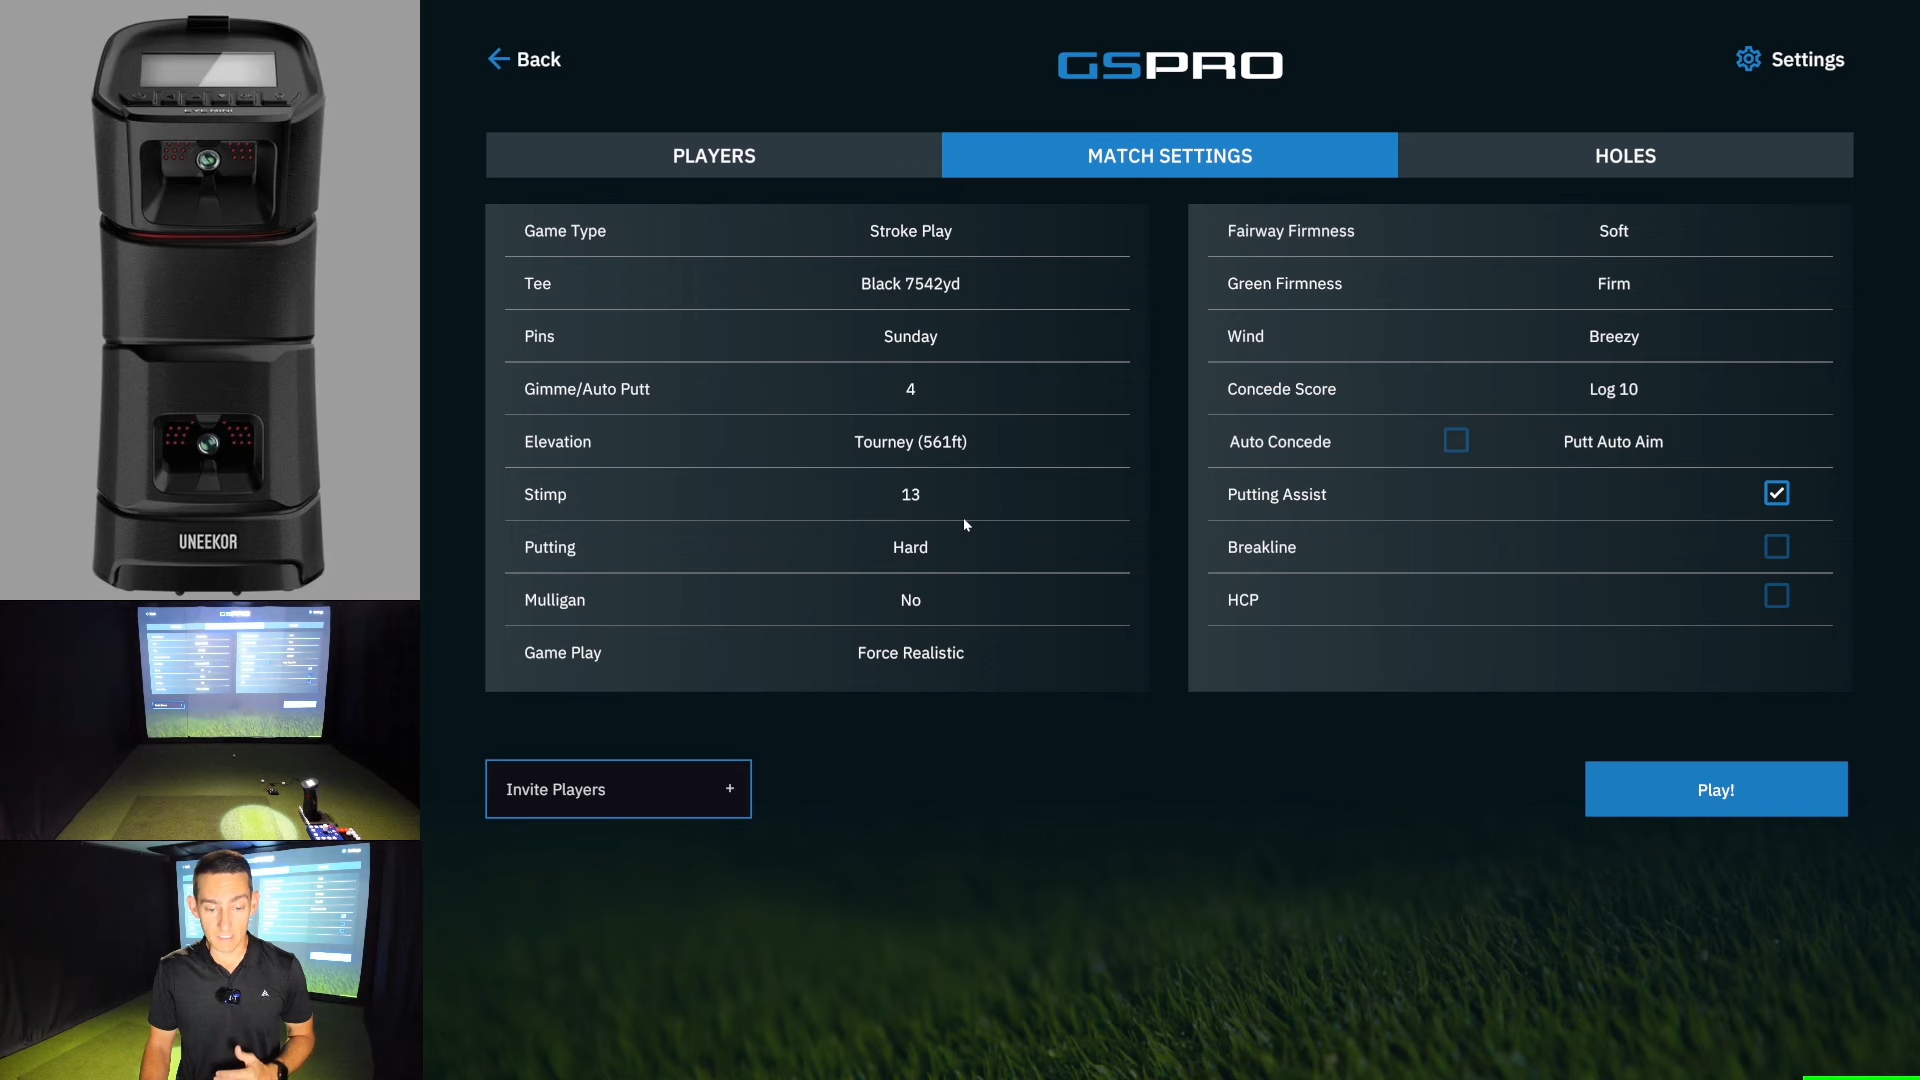 EYE MINI
UNEEKOR
Back
GSPRO
Settings
PLAYERS
MATCH SETTINGS
HOLES
Game Type Stroke Play
Tee Black 7542yd
Pins Sunday
Gimme/Auto Putt 4
Elevation Tourney (561ft)
Stimp 13
Putting Hard
Mulligan No
Game Play Force Realistic
Fairway Firmness Soft
Green Firmness Firm
Wind Breezy
Concede Score Log 10
Auto Concede Putt Auto Aim
Putting Assist
Breakline
HCP
Invite Players +
Play!